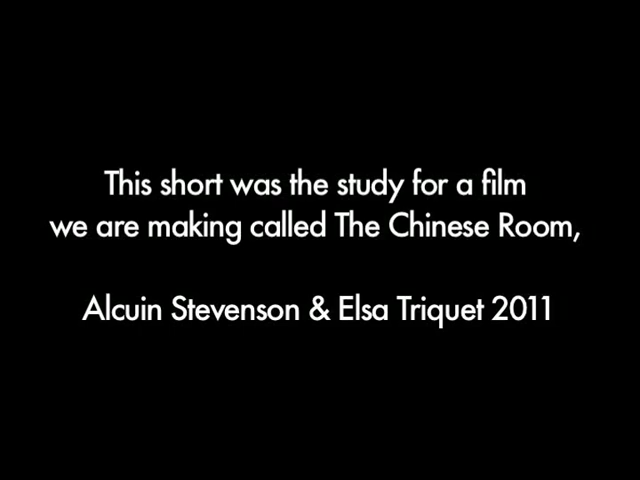 This short was the study for a film
we are making called The Chinese Room,
Alcuin Stevenson & Elsa Triquet 2011